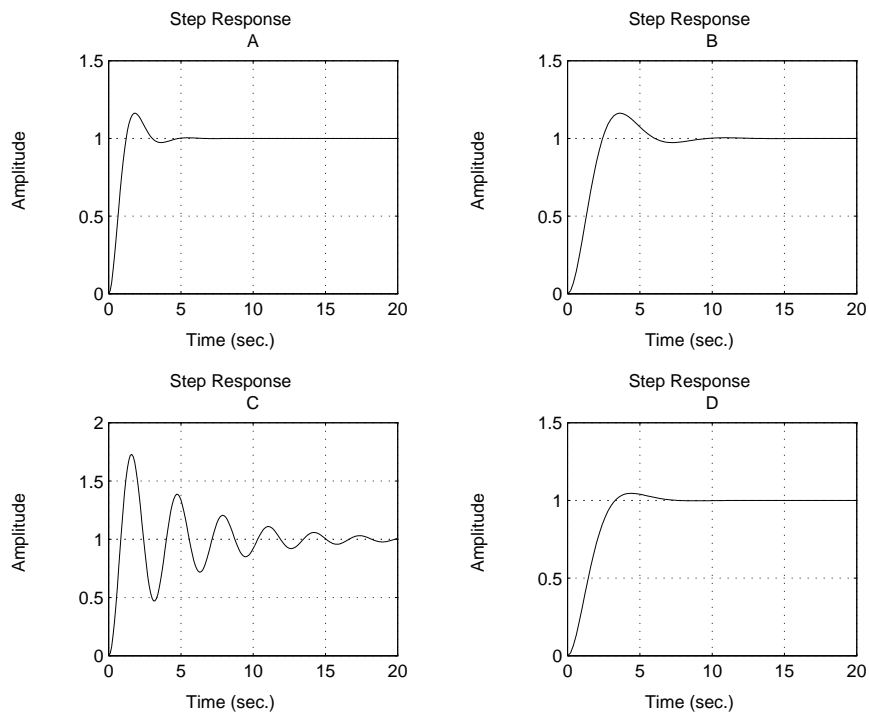 Step Response
A
1.5
1
0.5
0
0 5 10 15 20
Amplitude
Time (sec.)
Step Response
B
1.5
1
0.5
0
0 5 10 15 20
Amplitude
Time (sec.)
Step Response
C
2
1.5
1
0.5
0
0 5 10 15 20
Amplitude
Time (sec.)
Step Response
D
1.5
1
0.5
0
0 5 10 15 20
Amplitude
Time (sec.)